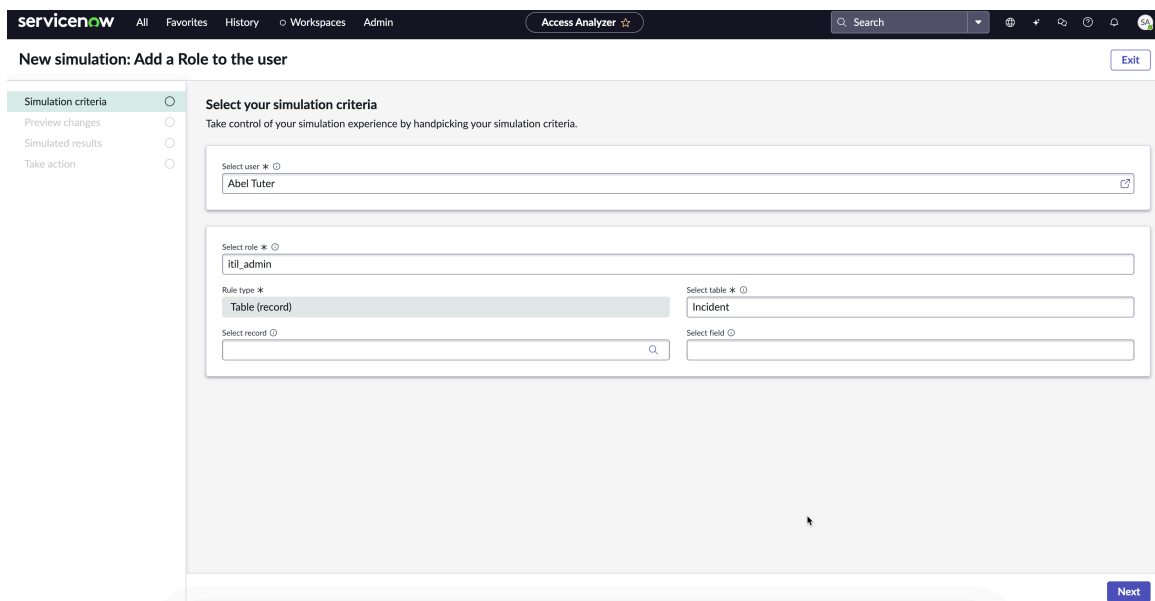 servicenow All Favorites History Workspaces Admin Access Analyzer Search SA
New simulation: Add a Role to the user Exit
Simulation criteria
Preview changes
Simulated results
Take action
Select your simulation criteria
Take control of your simulation experience by handpicking your simulation criteria.
Select user *
Abel Tuter
Select role *
itil_admin
Rule type * Select table *
Table (record) Incident
Select record Select field
Next